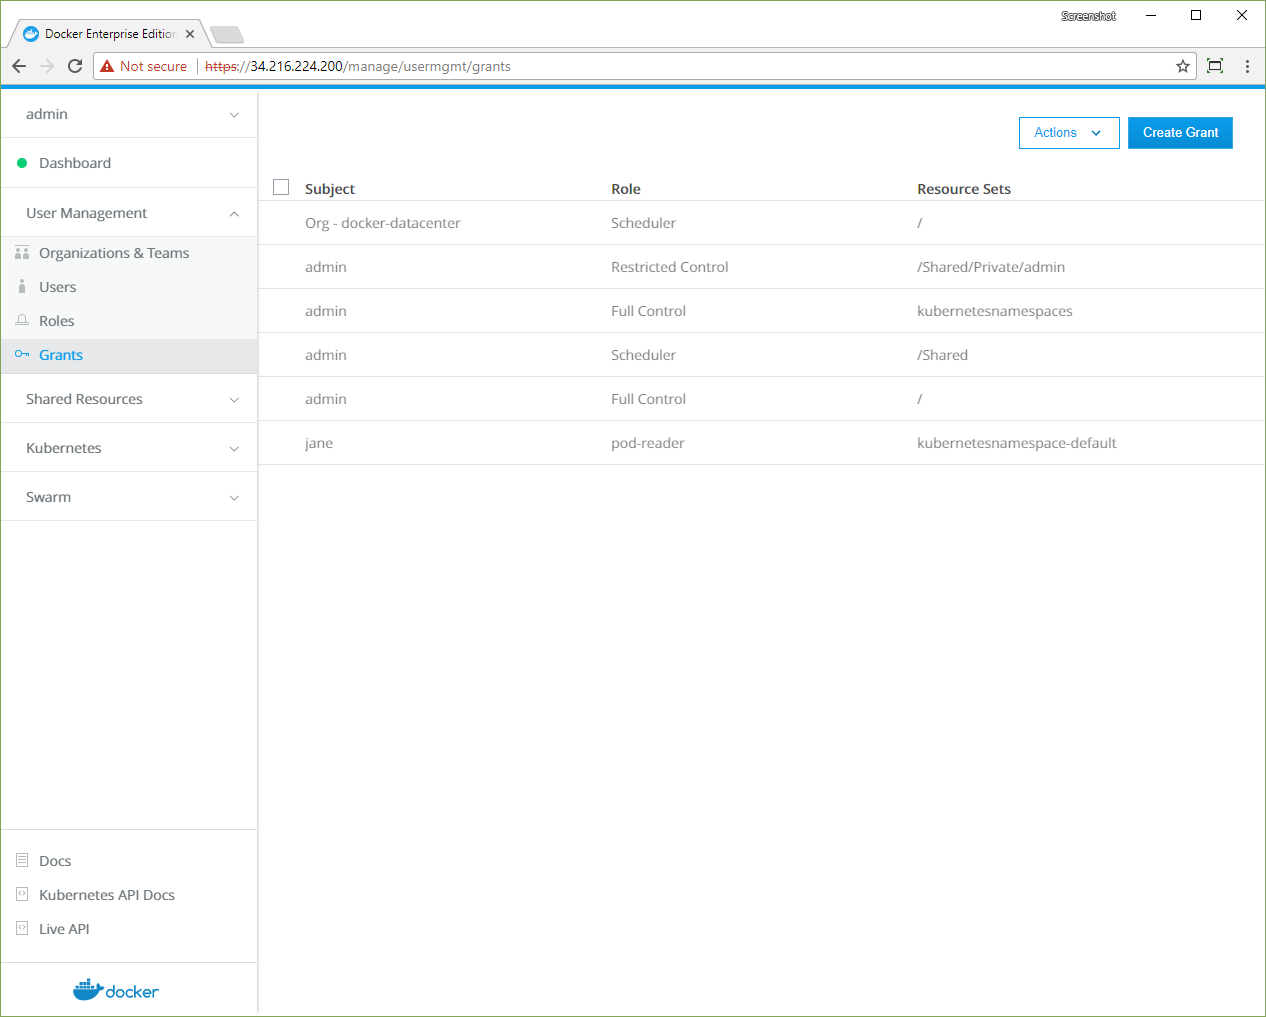 Screenshot
Docker Enterprise Edition
Not secure
https://34.216.224.200/manage/usermgmt/grants
admin
Dashboard
User Management
Organizations & Teams
Users
Roles
Grants
Shared Resources
Kubernetes
Swarm
Docs
Kubernetes API Docs
Live API
docker
Actions
Create Grant
Subject Role Resource Sets
Org - docker-datacenter Scheduler /
admin Restricted Control /Shared/Private/admin
admin Full Control kubernetesnamespaces
admin Scheduler /Shared
admin Full Control /
jane pod-reader kubernetesnamespace-default